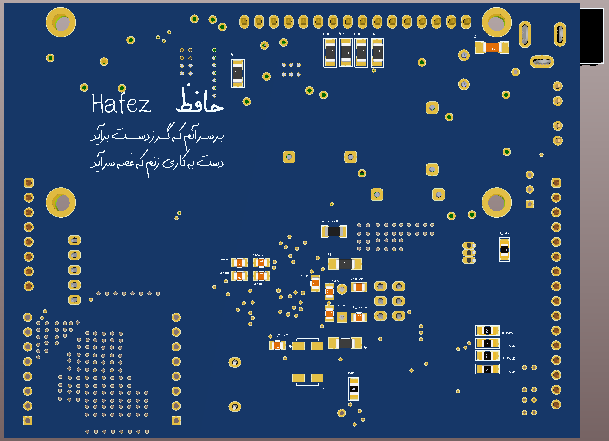 Hafez حافظ
بر سر آنم که گر ز دست برآید
دست به کاری زنم که غصه سرآید